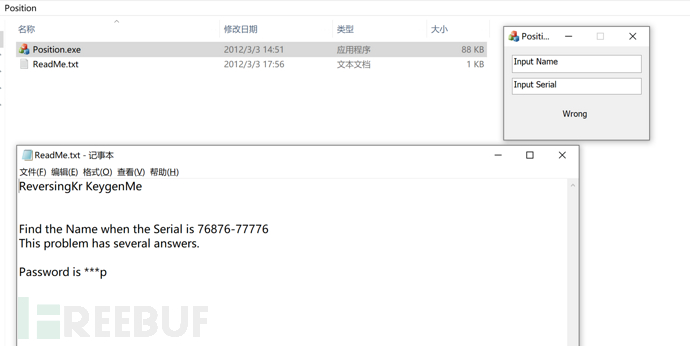 Position
名称
修改日期
类型
大小
Position.exe
2012/3/3 14:51
应用程序
88 KB
ReadMe.txt
2012/3/3 17:56
文本文档
1 KB
Positi...
Input Name
Input Serial
Wrong
ReadMe.txt - 记事本
文件(F) 编辑(E) 格式(O) 查看(V) 帮助(H)
ReversingKr KeygenMe
Find the Name when the Serial is 76876-77776
This problem has several answers.
Password is ***p
FREEBUF